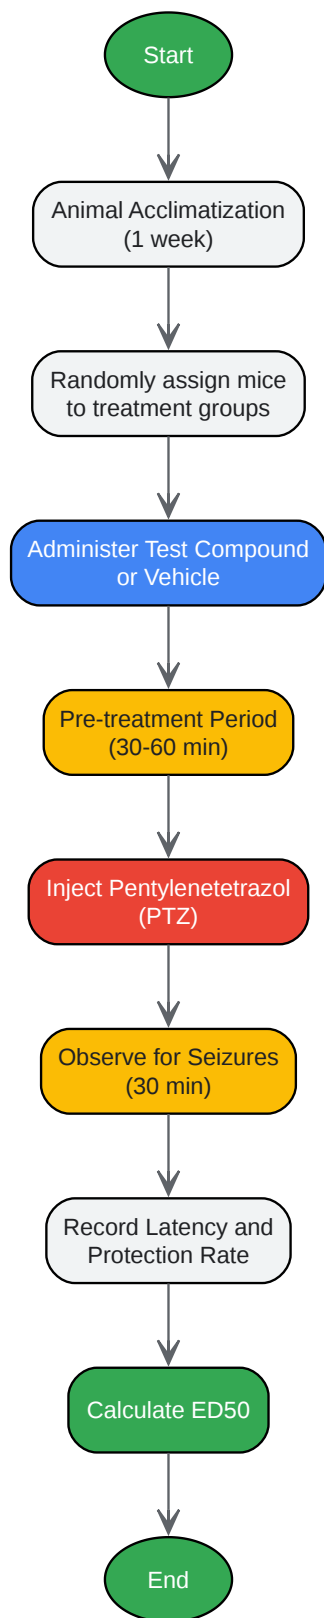 Start
Animal Acclimatization
(1 week)
Randomly assign mice
to treatment groups
Administer Test Compound
or Vehicle
Pre-treatment Period
(30-60 min)
Inject Pentylenetetrazol
(PTZ)
Observe for Seizures
(30 min)
Record Latency and
Protection Rate
Calculate ED50
End